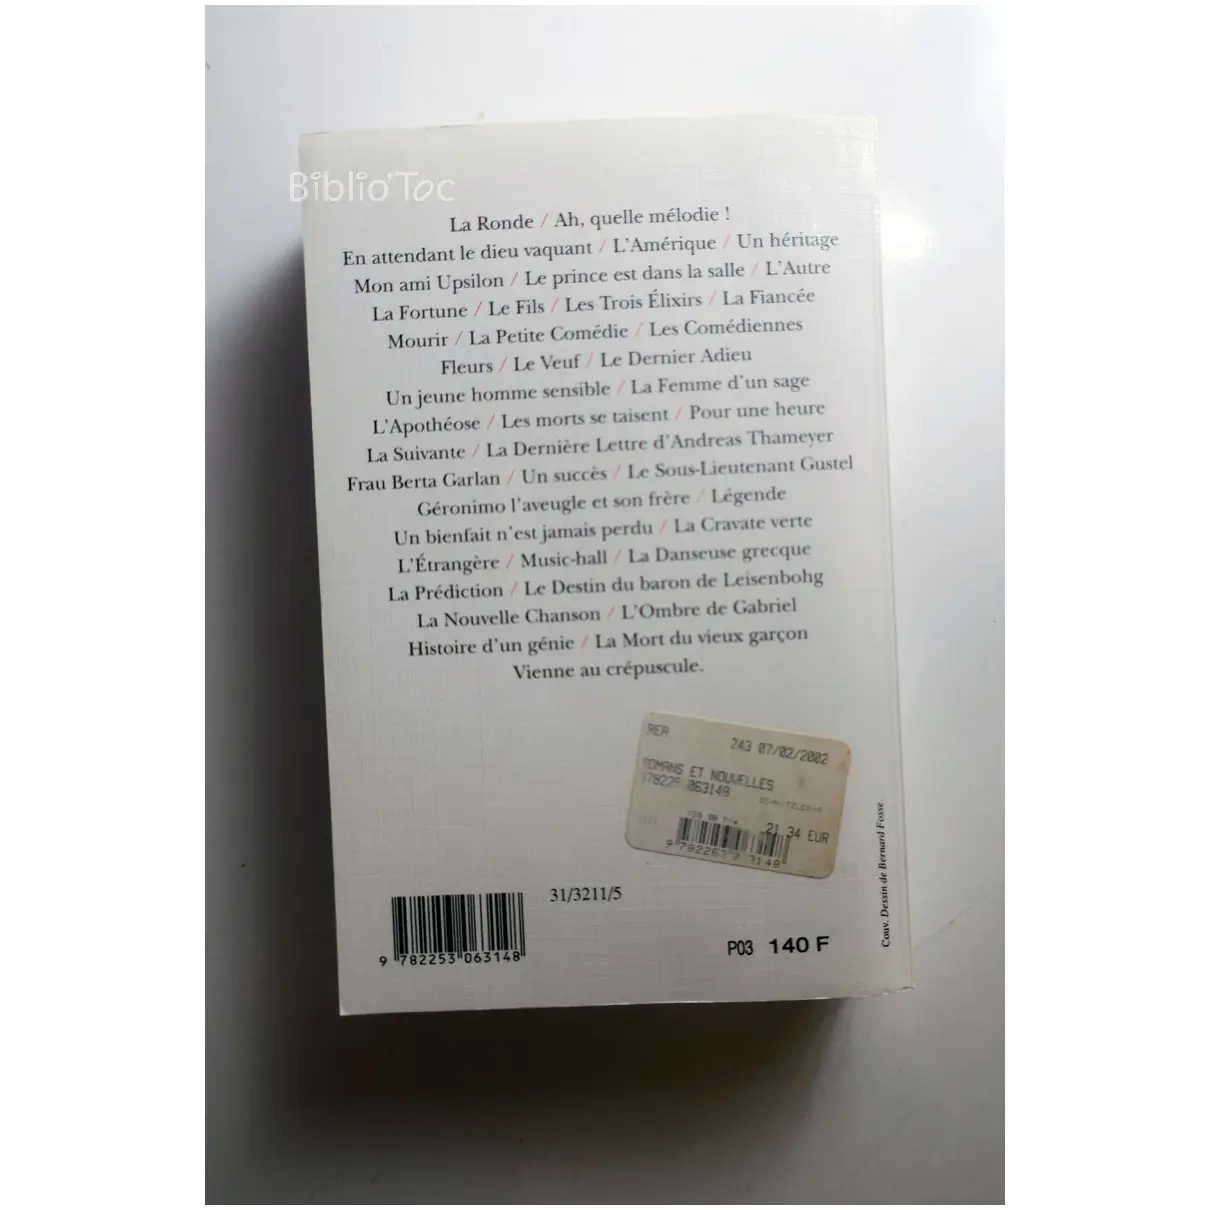 Biblio'Toc
La Ronde / Ah, quelle mélodie !
En attendant le dieu vaquant / L'Amérique / Un héritage
Mon ami Upsilon / Le prince est dans la salle / L'Autre
La Fortune / Le Fils / Les Trois Élixirs / La Fiancée
Mourir / La Petite Comédie / Les Comédiennes
Fleurs / Le Veuf / Le Dernier Adieu
Un jeune homme sensible / La Femme d'un sage
L'Apothéose / Les morts se taisent / Pour une heure
La Suivante / La Dernière Lettre d'Andreas Thameyer
Frau Berta Garlan / Un succès / Le Sous-Lieutenant Gustel
Géronimo l'aveugle et son frère / Légende
Un bienfait n'est jamais perdu / La Cravate verte
L'Étrangère / Music-hall / La Danseuse grecque
La Prédiction / Le Destin du baron de Leisenbohg
La Nouvelle Chanson / L'Ombre de Gabriel
Histoire d'un génie / La Mort du vieux garçon
Vienne au crépuscule.
REA 243 07/02/2002
OMANS ET NOUVELLES
78225 063148
21,34 EUR
31/3211/5
9 782253 063148
P03 140 F
Couv. Dessin de Bernard Fosse.